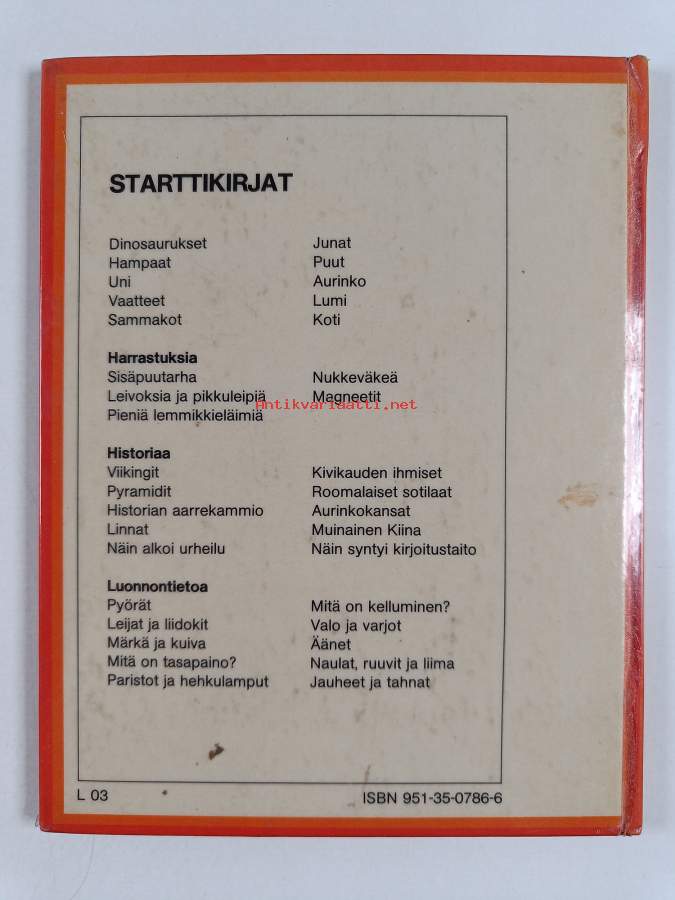 STARTTIKIRJAT
Dinosaurukset Junat
Hampaat Puut
Uni Aurinko
Vaatteet Lumi
Sammakot Koti
Harrastuksia
Sisäpuutarha Nukkeväkeä
Leivoksia ja pikkuleipiä Magneetit
Antikvariaatti.net
Pieniä lemmikkieläimiä
Historiaa
Viikingit Kivikauden ihmiset
Pyramidit Roomalaiset sotilaat
Historian aarrekammio Aurinkokansat
Linnat Muinainen Kiina
Näin alkoi urheilu Näin syntyi kirjoitustaito
Luonnontietoa
Pyörät Mitä on kelluminen?
Leijat ja liidokit Valo ja varjot
Märkä ja kuiva Äänet
Mitä on tasapaino? Naulat, ruuvit ja liima
Paristot ja hehkulamput Jauheet ja tahnat
L 03 ISBN 951-35-0786-6